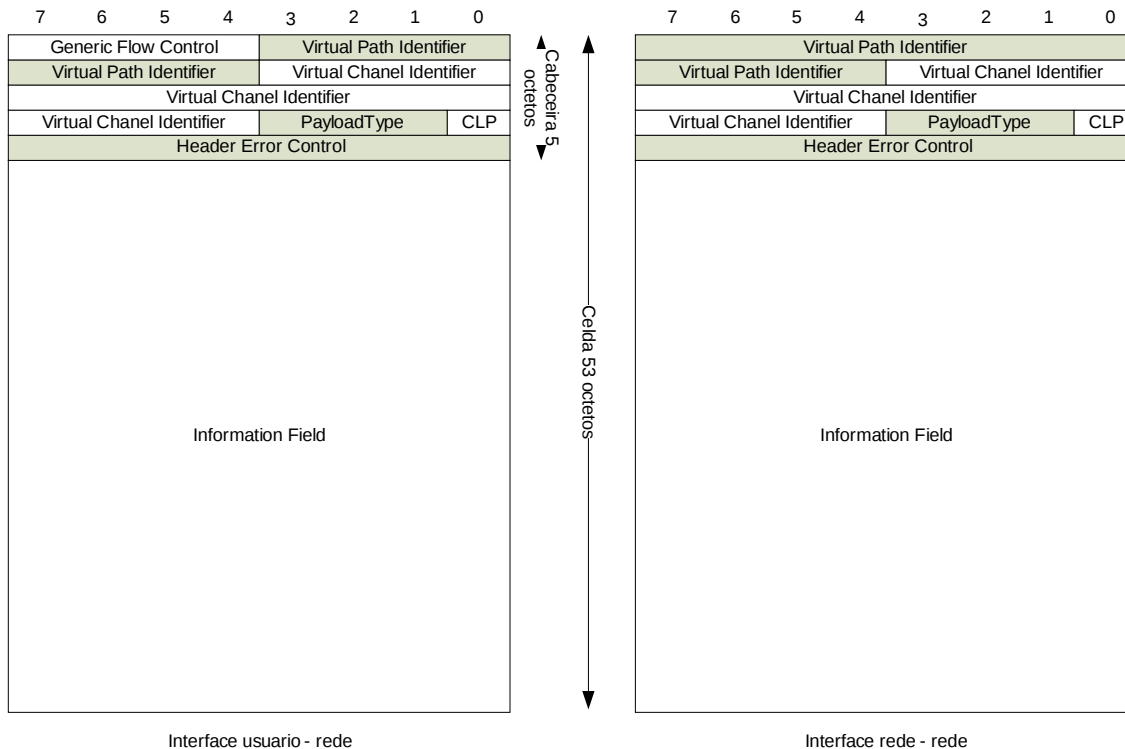 7 6 5 4 3 2 1 0
Generic Flow Control Virtual Path Identifier
Virtual Path Identifier Virtual Chanel Identifier
Virtual Chanel Identifier
Virtual Chanel Identifier PayloadType CLP
Header Error Control
Information Field
Interface usuario - rede
Cabeceira 5
octetos
Celda 53 octetos
7 6 5 4 3 2 1 0
Virtual Path Identifier
Virtual Path Identifier Virtual Chanel Identifier
Virtual Chanel Identifier
Virtual Chanel Identifier PayloadType CLP
Header Error Control
Information Field
Interface rede - rede